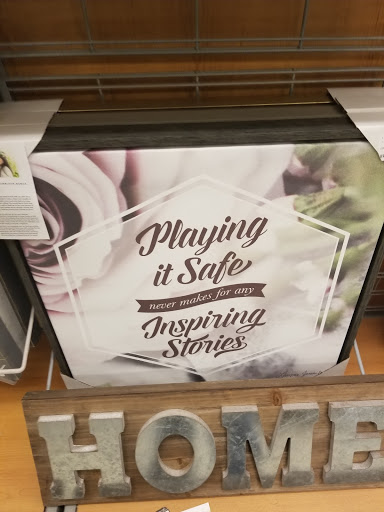 Playing
it Safe
never makes for any
Inspiring
Stories
HOME